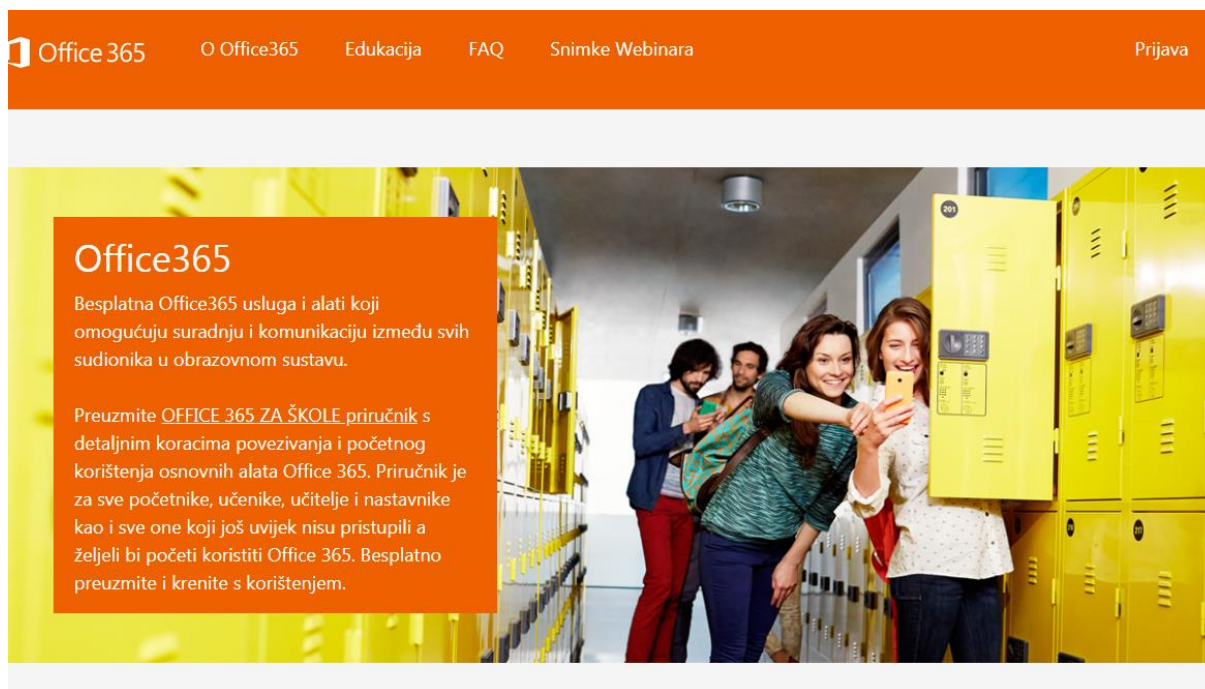 Office 365
O Office365
Edukacija
FAQ
Snimke Webinara
Prijava
Office365
Besplatna Office365 usluga i alati koji
omogućuju suradnju i komunikaciju između svih
sudionika u obrazovnom sustavu.
Preuzmite OFFICE 365 ZA ŠKOLE priručnik s
detaljnim koracima povezivanja i početnog
korištenja osnovnih alata Office 365. Priručnik je
za sve početnike, učenike, učitelje i nastavnike
kao i sve one koji još uvijek nisu pristupili a
željeli bi početi koristiti Office 365. Besplatno
preuzmite i krenite s korištenjem.
201